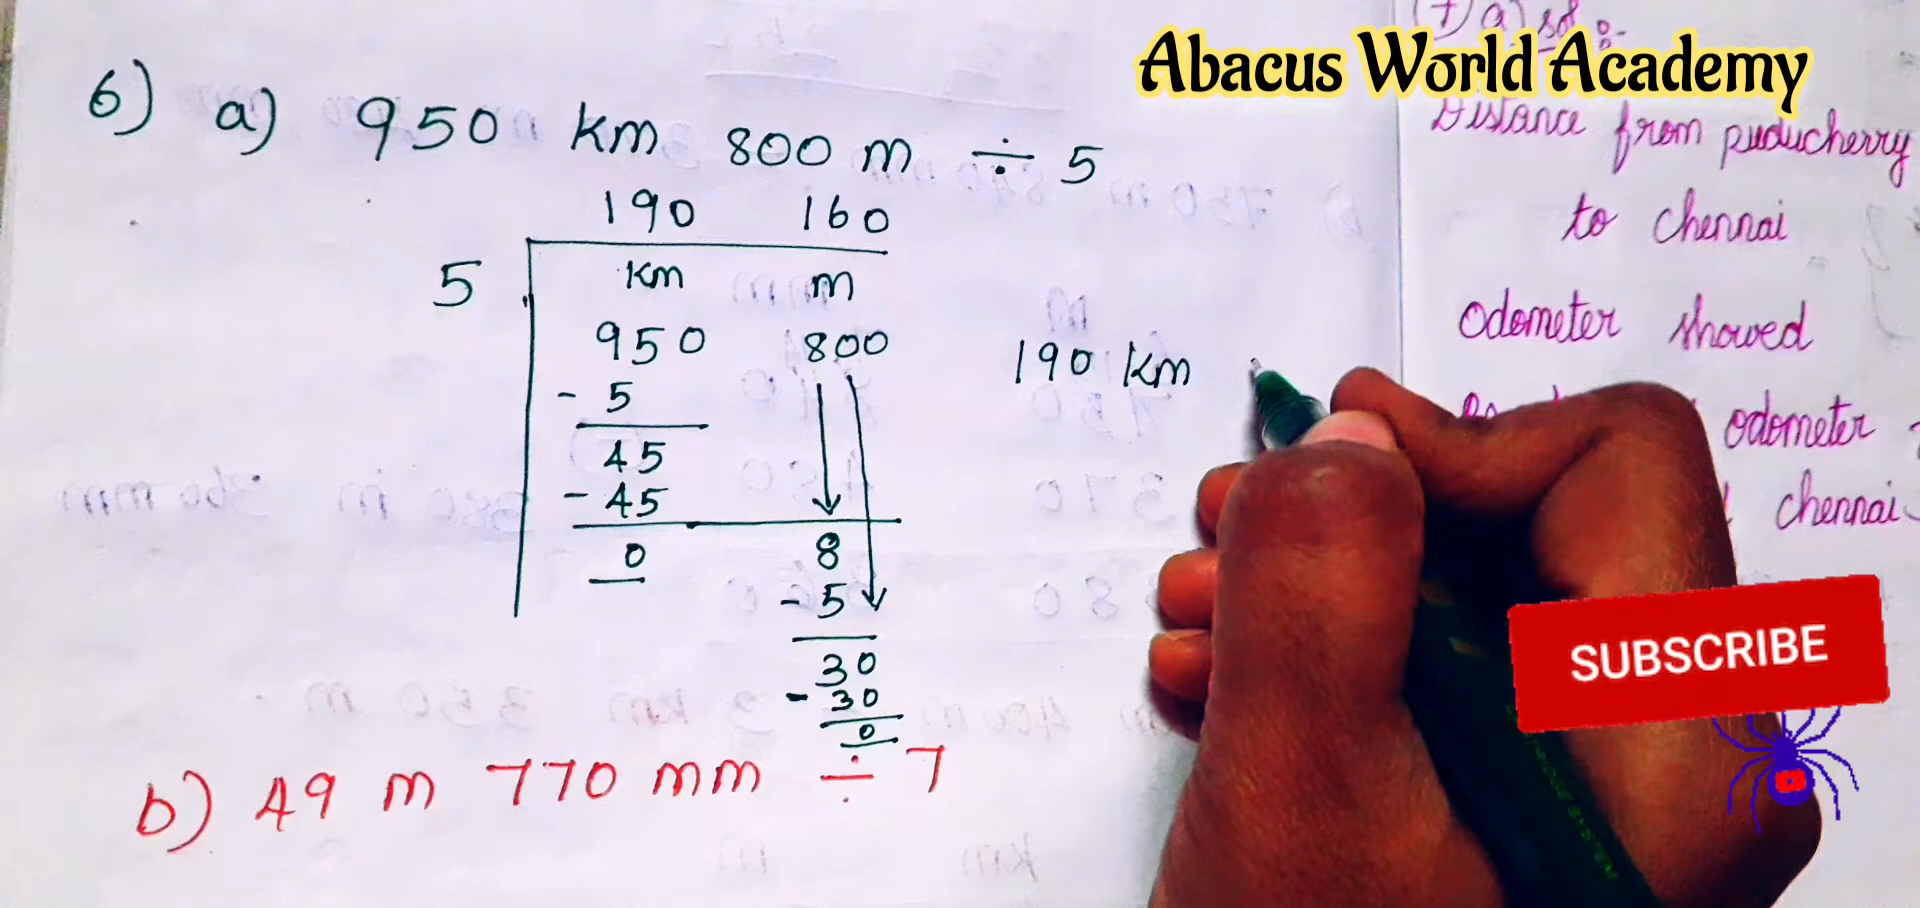 Abacus World Academy
6) a) 950 km 800 m ÷ 5
190 160
5 km m
950 800
- 5
45
- 45
0 8
- 5
30
- 30
0
190 km
b) 49 m 770 mm ÷ 7
(7) a) sol :-
Distance from puducherry
to chennai
odometer showed
odometer
chennai
SUBSCRIBE